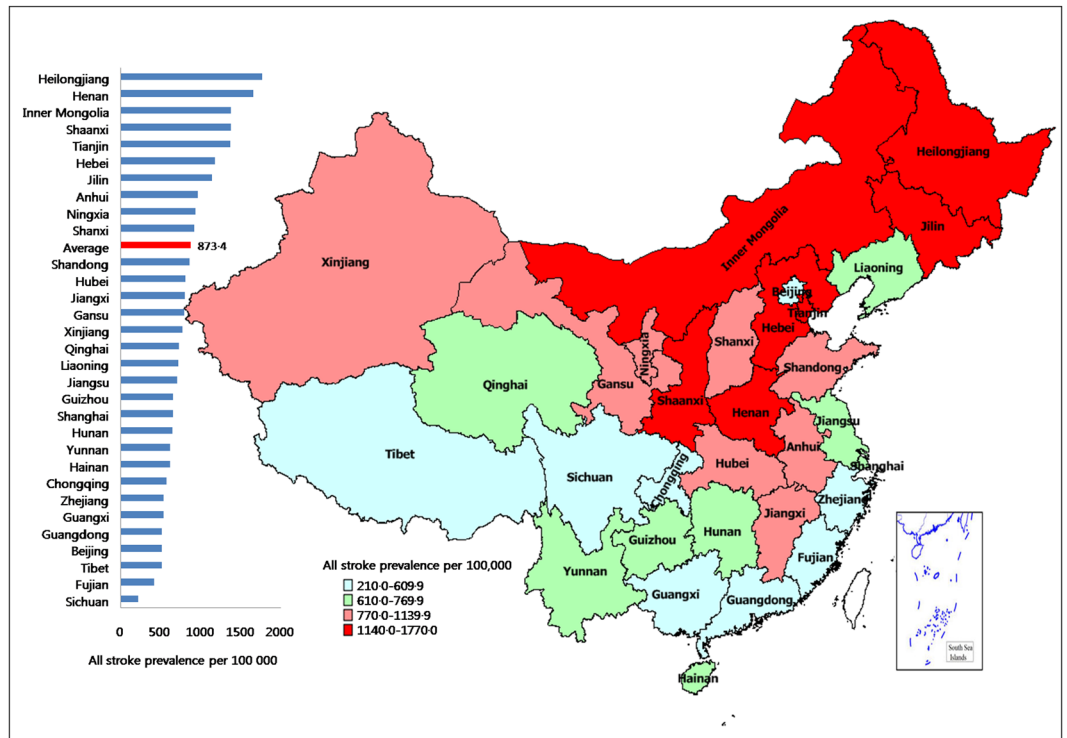 Heilongjiang
Henan
Inner Mongolia
Shaanxi
Tianjin
Hebei
Jilin
Anhui
Ningxia
Shanxi
Average
873·4
Shandong
Hubei
Jiangxi
Gansu
Xinjiang
Qinghai
Liaoning
Jiangsu
Guizhou
Shanghai
Hunan
Yunnan
Hainan
Chongqing
Zhejiang
Guangxi
Guangdong
Beijing
Tibet
Fujian
Sichuan
0 500 1000 1500 2000
All stroke prevalence per 100 000
Heilongjiang
Jilin
Inner Mongolia
Liaoning
Xinjiang
Beijing
Tianjin
Hebei
Shanxi
Ningxia
Shandong
Gansu
Qinghai
Shaanxi
Henan
Jiangsu
Anhui
Tibet
Hubei
Shanghai
Sichuan
Chongqing
Zhejiang
Jiangxi
Hunan
Guizhou
Fujian
Yunnan
Guangxi
Guangdong
Hainan
All stroke prevalence per 100,000
210·0-609·9
610·0-769·9
770·0-1139·9
1140·0-1770·0
South Sea
Islands